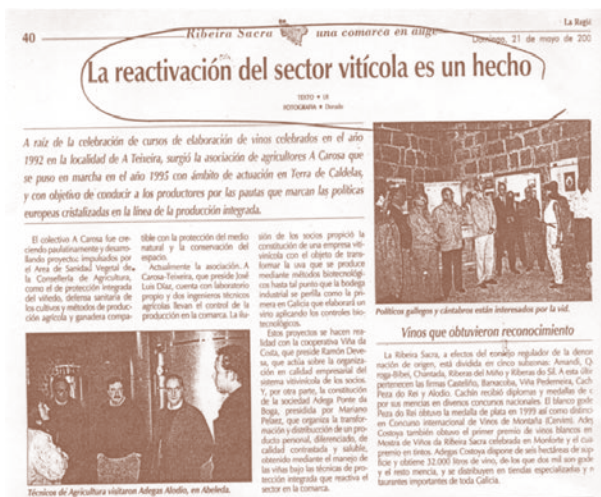 La Regió
40
Ribeira Sacra una comarca en auge
Domingo, 21 de mayo de 200
La reactivación del sector vitícola es un hecho
TEXTO • LR
FOTOGRAFIA • Dorado
A raíz de la celebración de cursos de elaboración de vinos celebrados en el año
1992 en la localidad de A Teixeira, surgió la asociación de agricultores A Carosa que
se puso en marcha en el año 1995 con ámbito de actuación en Terra de Caldelas,
y con objetivo de conducir a los productores por las pautas que marcan las políticas
europeas cristalizadas en la línea de la producción integrada.
El colectivo A Carosa fue cre-
ciendo paulatinamente y desarro-
llando proyectos impulsados por
el Area de Sanidad Vegetal de
la Consellería de Agricultura,
como el de protección integrada
del viñedo, defensa sanitaria de
los cultivos y métodos de produc-
ción agrícola y ganadera compa-
tible con la protección del medio
natural y la conservación del
espacio.
Actualmente la asociación A
Carosa-Teixeira, que preside José
Luis Díaz, cuenta con laboratorio
propio y dos ingenieros técnicos
agrícolas llevan el control de la
producción en la comarca. La ilu-
sión de los socios propició la
constitución de una empresa viti-
vinícola con el objeto de trans-
formar la uva que se produce
mediante métodos biotecnológi-
cos hasta tal punto que la bodega
industrial se perfila como la pri-
mera en Galicia que elaborará un
vino aplicando los controles bio-
tecnológicos.
Estos proyectos se hacen rea-
lidad con la cooperativa Viña da
Costa, que preside Ramón Deve-
sa, que actúa sobre la organiza-
ción en calidad empresarial del
sistema vitivinícola de los socios.
Y, por otra parte, la constitución
de la sociedad Adega Ponte da
Boga, presidida por Mariano
Peláez, que organiza la transfor-
mación y distribución de un pro-
ducto personal, diferenciado, de
calidad contrastada y saludable,
obtenido mediante el manejo de
las viñas bajo las técnicas de pro-
tección integrada que reactiva el
sector en la comarca.
Técnicos de Agricultura visitaron Adegas Alodio, en Abeleda.
Políticos gallegos y cántabros están interesados por la vid.
Vinos que obtuvieron reconocimiento
La Ribeira Sacra, a efectos del consejo regulador de la denom
nación de origen, está dividida en cinco subzonas: Amandi, Q
roga-Bibei, Chantada, Riberas del Miño y Riberas do Sil. A esta últi
pertenecen las firmas Casteliño, Barracoba, Viña Pederneira, Cach
Peza do Rei y Alodio. Cachín recibió diplomas y medallas de
por sus mencias en diversos concursos nacionales. El blanco gode
Peza do Rei obtuvo la medalla de plata en 1999 así como distinci
en Concurso internacional de Vinos de Montaña (Cervim). Adeg
Costoya también obtuvo el primer premio de vinos blancos en
Mostra de Viños da Ribeira Sacra celebrada en Monforte y el cua
premio en tintos. Adegas Costoya dispone de seis hectáreas de sup
ficie y obtiene 32.000 litros de vino, de los que dos mil son gode
y el resto mencía, y se distribuyen en tiendas especializadas y
taurantes importantes de toda Galicia.